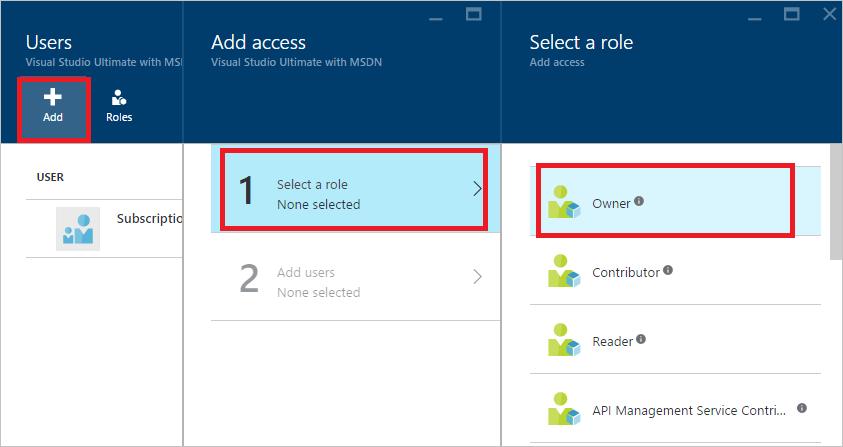 Users
Visual Studio Ultimate with MSD
Add
Roles
USER
Subscriptio
Add access
Visual Studio Ultimate with MSDN
1
Select a role
None selected
2
Add users
None selected
Select a role
Add access
Owner
Contributor
Reader
API Management Service Contri...